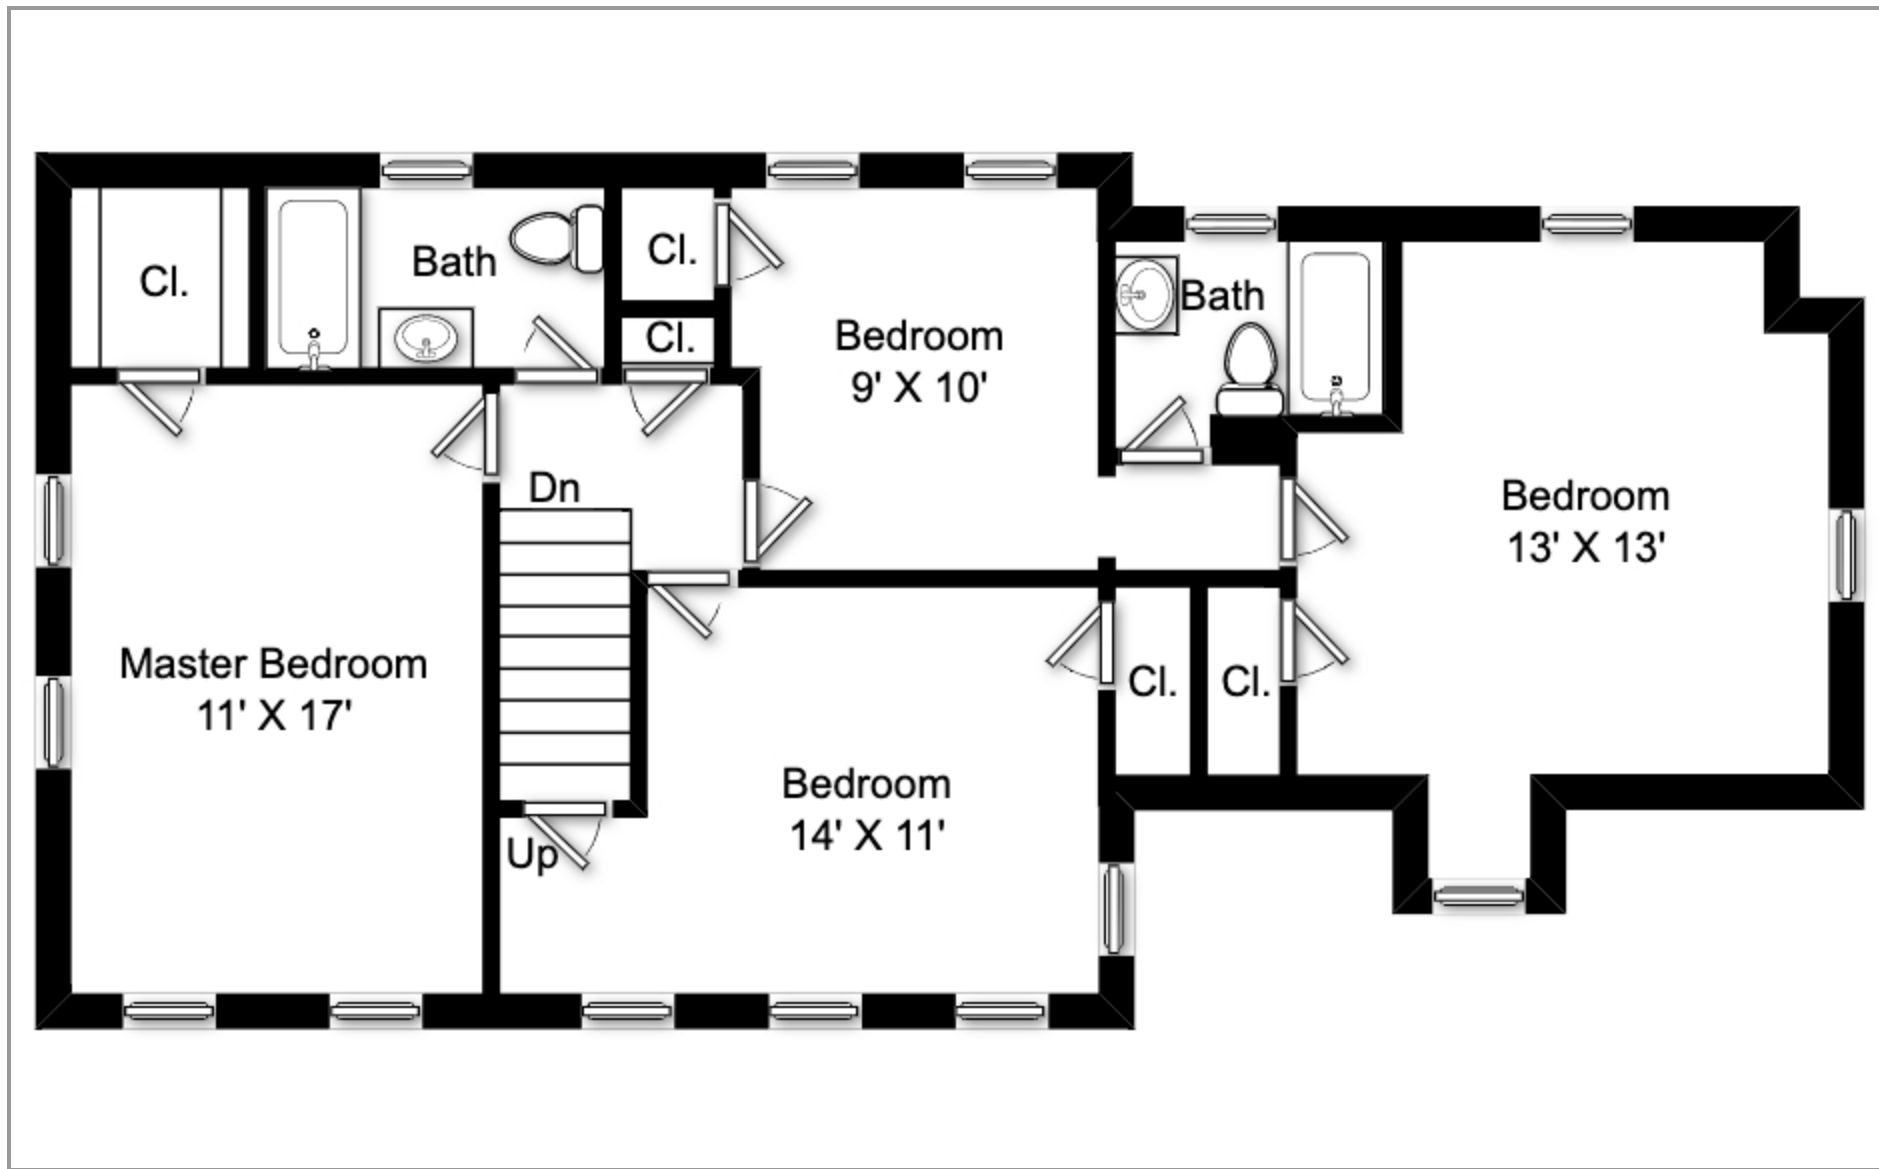 Cl.
Bath
Cl.
Cl.
Bedroom
9' X 10'
Bath
Dn
Bedroom
13' X 13'
Master Bedroom
11' X 17'
Cl.
Cl.
Bedroom
14' X 11'
Up